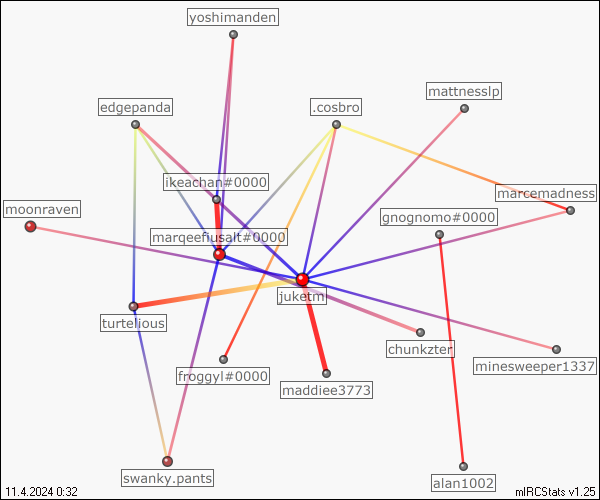 yoshimanden
mattnesslp
edgepanda
.cosbro
ikeachan#0000
marcemadness
moonraven
gnognomo#0000
marqeefiusalt#0000
juketm
turtelious
chunkzter
minesweeper1337
froggyl#0000
maddiee3773
swanky.pants
alan1002
11.4.2024 0:32
mIRCStats v1.25